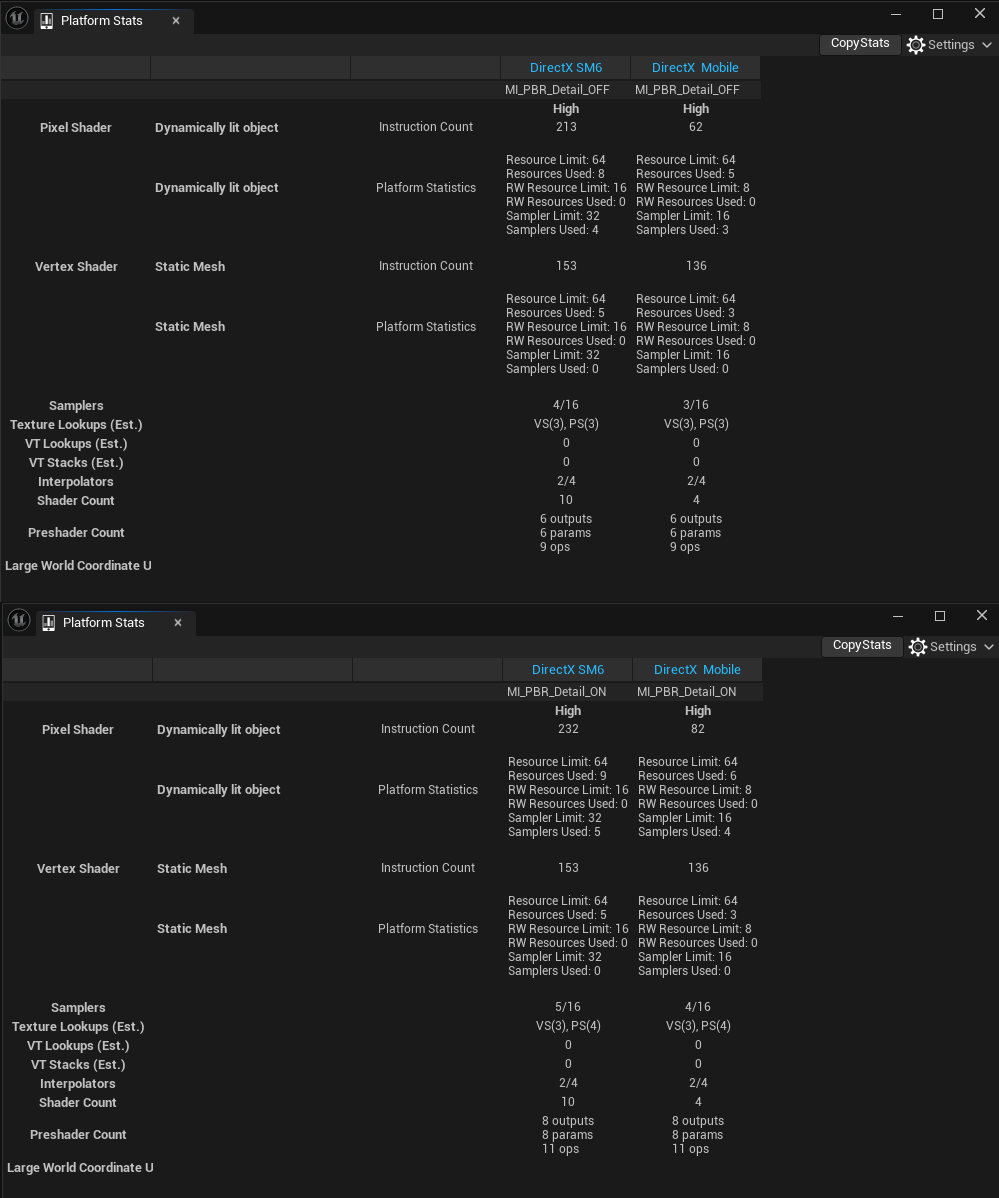 Platform Stats
CopyStats Settings
DirectX SM6 DirectX Mobile
MI_PBR_Detail_OFF MI_PBR_Detail_OFF
High High
Pixel Shader Dynamically lit object Instruction Count 213 62
Resource Limit: 64 Resource Limit: 64
Resources Used: 8 Resources Used: 5
Dynamically lit object Platform Statistics RW Resource Limit: 16 RW Resource Limit: 8
RW Resources Used: 0 RW Resources Used: 0
Sampler Limit: 32 Sampler Limit: 16
Samplers Used: 4 Samplers Used: 3
Vertex Shader Static Mesh Instruction Count 153 136
Resource Limit: 64 Resource Limit: 64
Resources Used: 5 Resources Used: 3
Static Mesh Platform Statistics RW Resource Limit: 16 RW Resource Limit: 8
RW Resources Used: 0 RW Resources Used: 0
Sampler Limit: 32 Sampler Limit: 16
Samplers Used: 0 Samplers Used: 0
Samplers 4/16 3/16
Texture Lookups (Est.) VS(3), PS(3) VS(3), PS(3)
VT Lookups (Est.) 0 0
VT Stacks (Est.) 0 0
Interpolators 2/4 2/4
Shader Count 10 4
6 outputs 6 outputs
Preshader Count 6 params 6 params
9 ops 9 ops
Large World Coordinate U
Platform Stats
CopyStats Settings
DirectX SM6 DirectX Mobile
MI_PBR_Detail_ON MI_PBR_Detail_ON
High High
Pixel Shader Dynamically lit object Instruction Count 232 82
Resource Limit: 64 Resource Limit: 64
Resources Used: 9 Resources Used: 6
Dynamically lit object Platform Statistics RW Resource Limit: 16 RW Resource Limit: 8
RW Resources Used: 0 RW Resources Used: 0
Sampler Limit: 32 Sampler Limit: 16
Samplers Used: 5 Samplers Used: 4
Vertex Shader Static Mesh Instruction Count 153 136
Resource Limit: 64 Resource Limit: 64
Resources Used: 5 Resources Used: 3
Static Mesh Platform Statistics RW Resource Limit: 16 RW Resource Limit: 8
RW Resources Used: 0 RW Resources Used: 0
Sampler Limit: 32 Sampler Limit: 16
Samplers Used: 0 Samplers Used: 0
Samplers 5/16 4/16
Texture Lookups (Est.) VS(3), PS(4) VS(3), PS(4)
VT Lookups (Est.) 0 0
VT Stacks (Est.) 0 0
Interpolators 2/4 2/4
Shader Count 10 4
8 outputs 8 outputs
Preshader Count 8 params 8 params
11 ops 11 ops
Large World Coordinate U